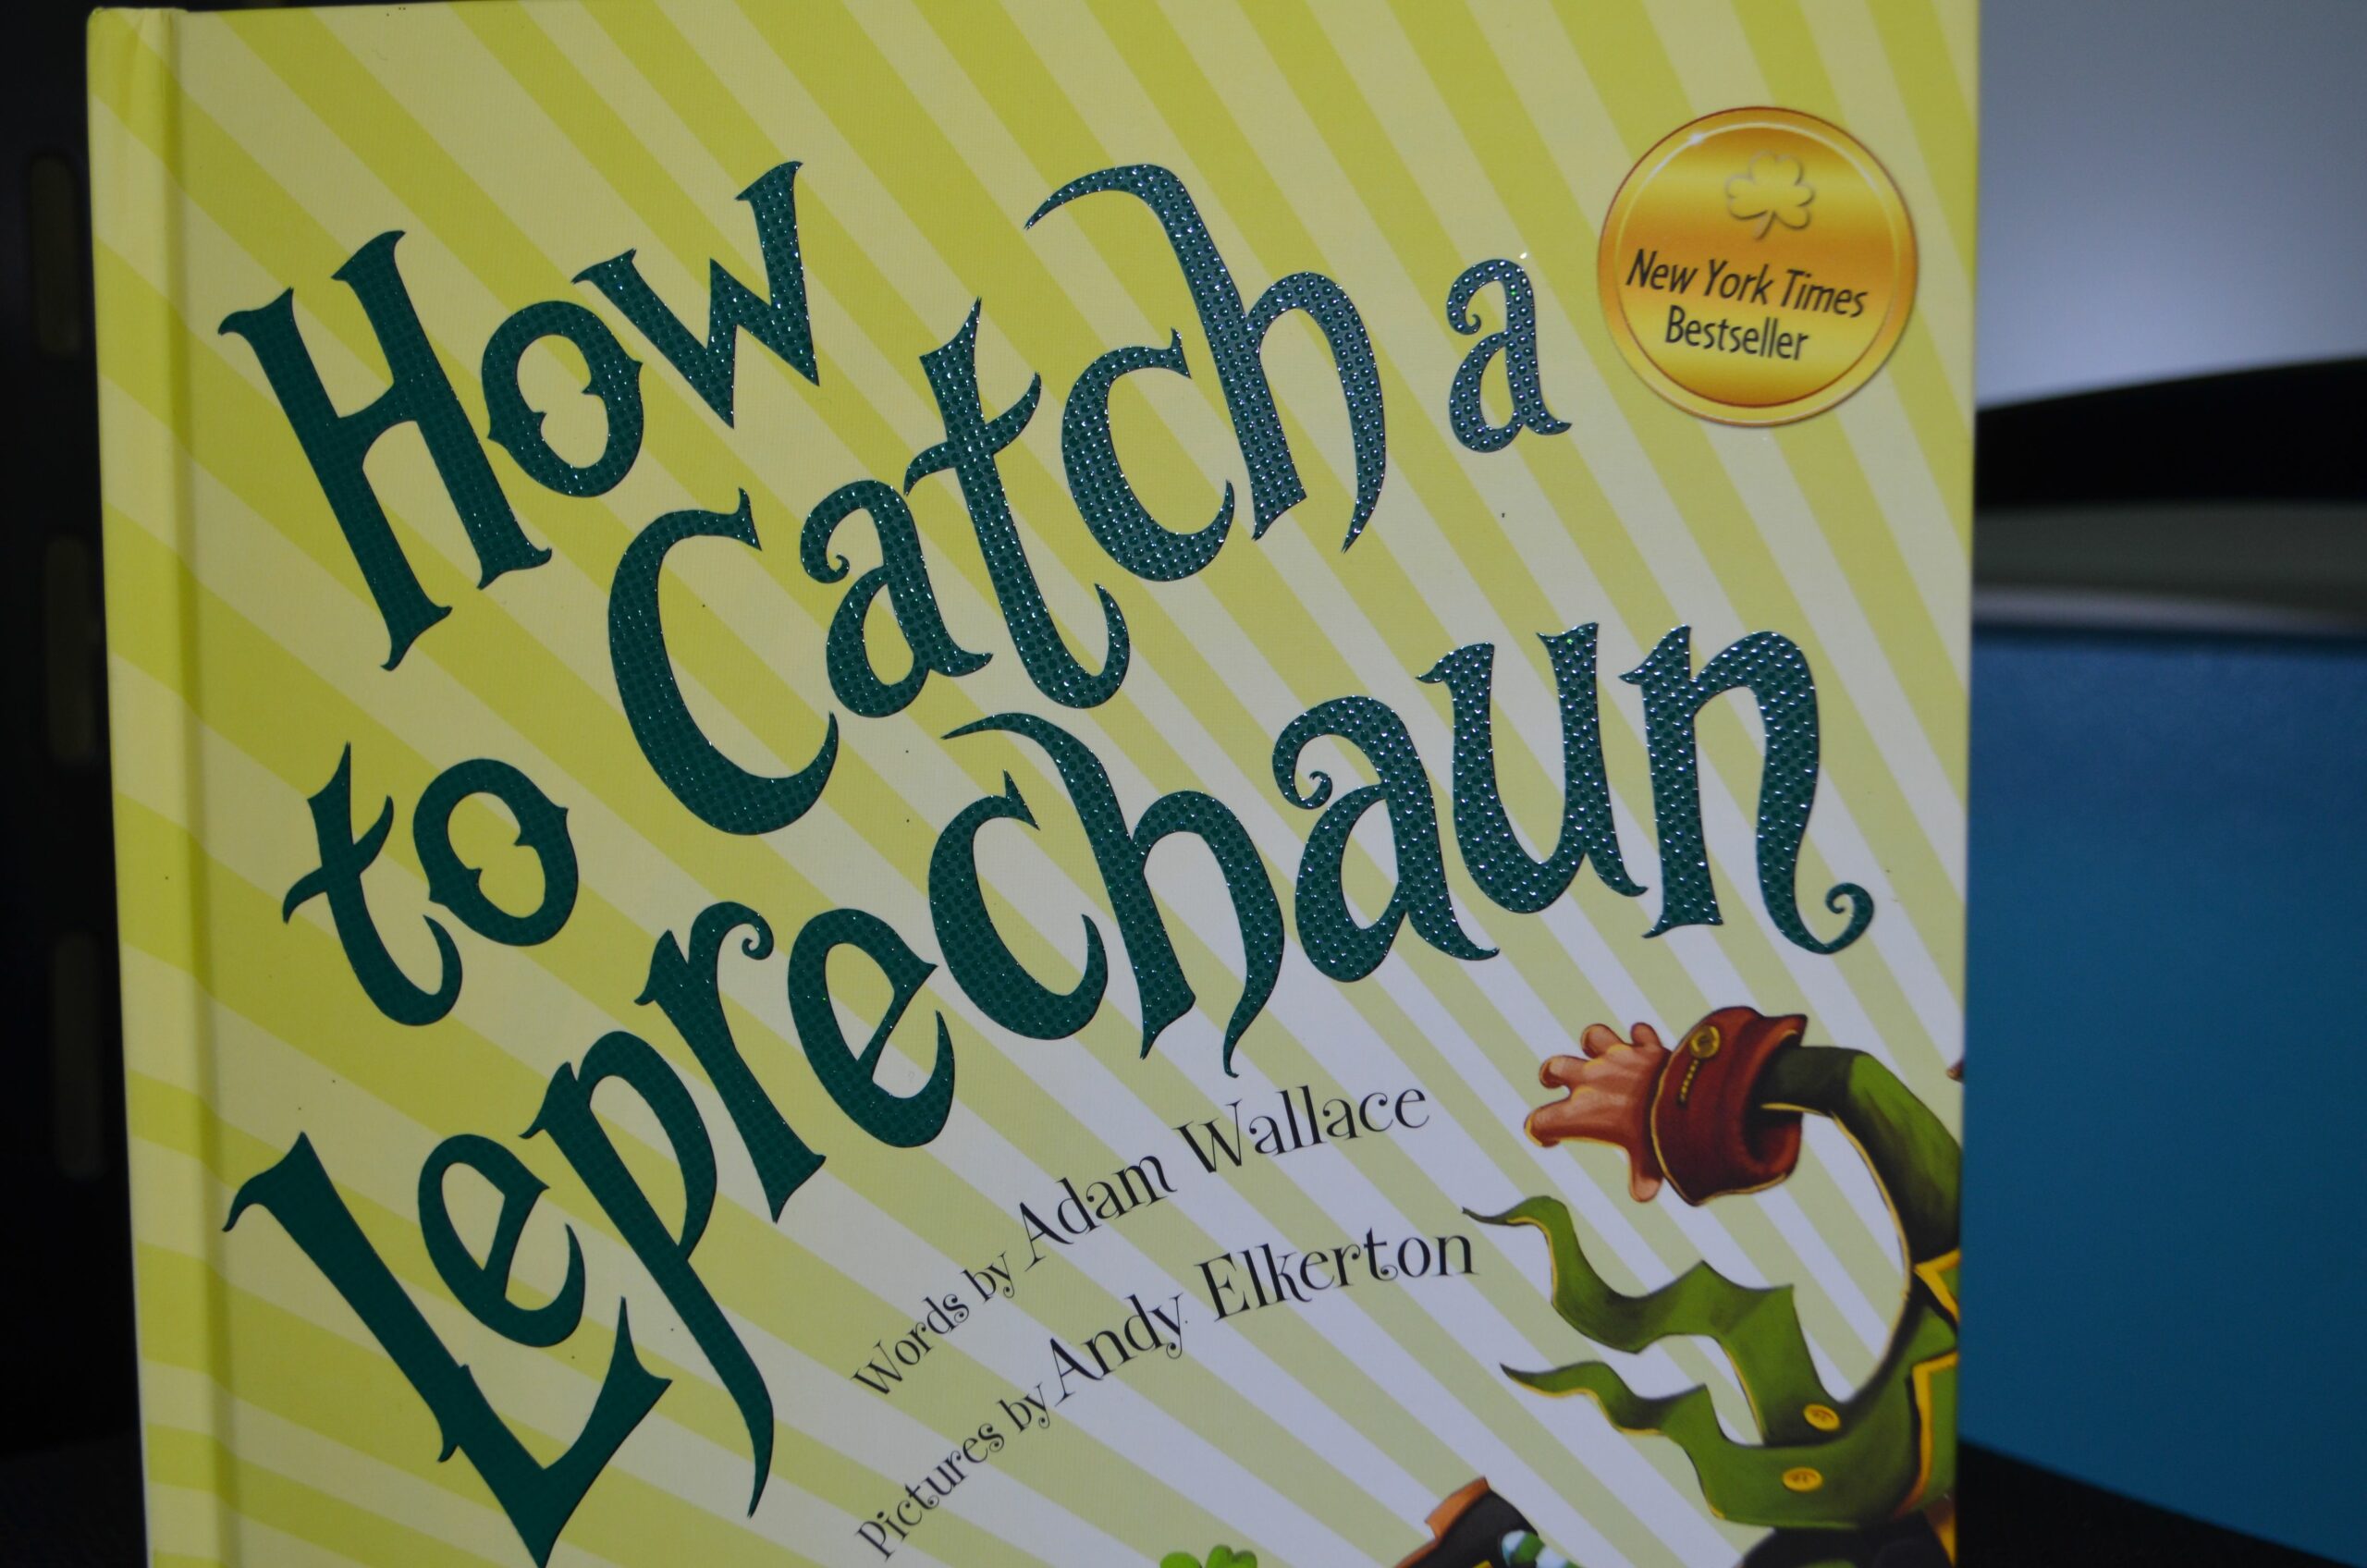 How
to Catch a
Leprechaun
New York Times
Bestseller
Words by Adam Wallace
Pictures by Andy Elkerton